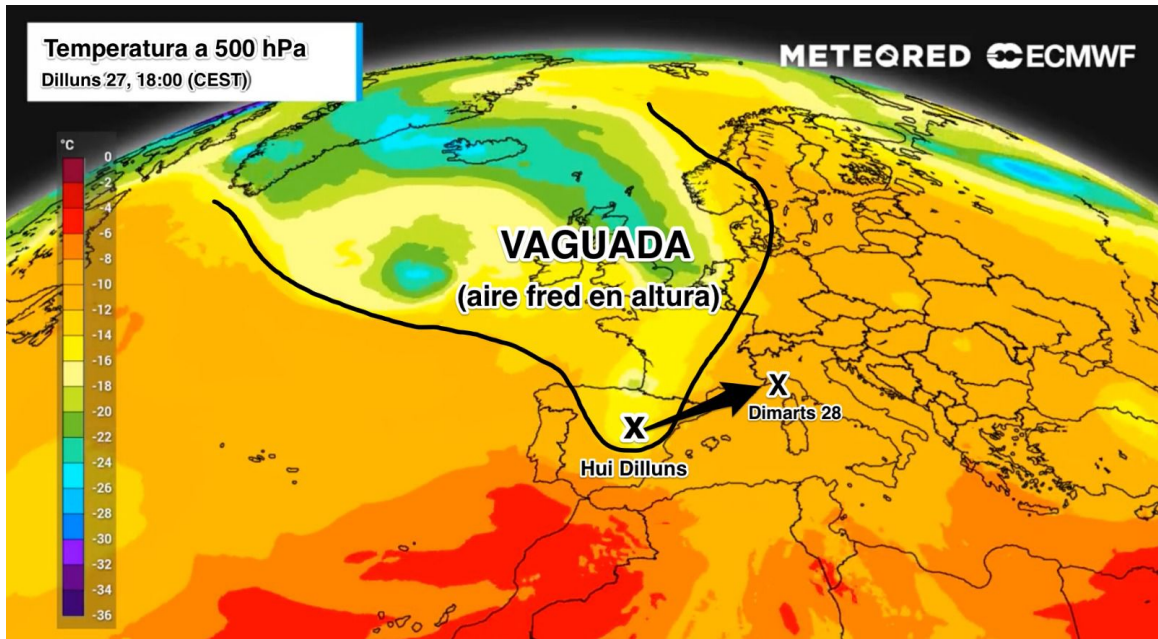 Temperatura a 500 hPa
Dilluns 27, 18:00 (CEST)
METEORED ECMWF
°C
0
-2
-4
-6
-8
-10
-12
-14
-16
-18
-20
-22
-24
-26
-28
-30
-32
-34
-36
VAGUADA
(aire fred en altura)
X
Dimarts 28
X
Hui Dilluns